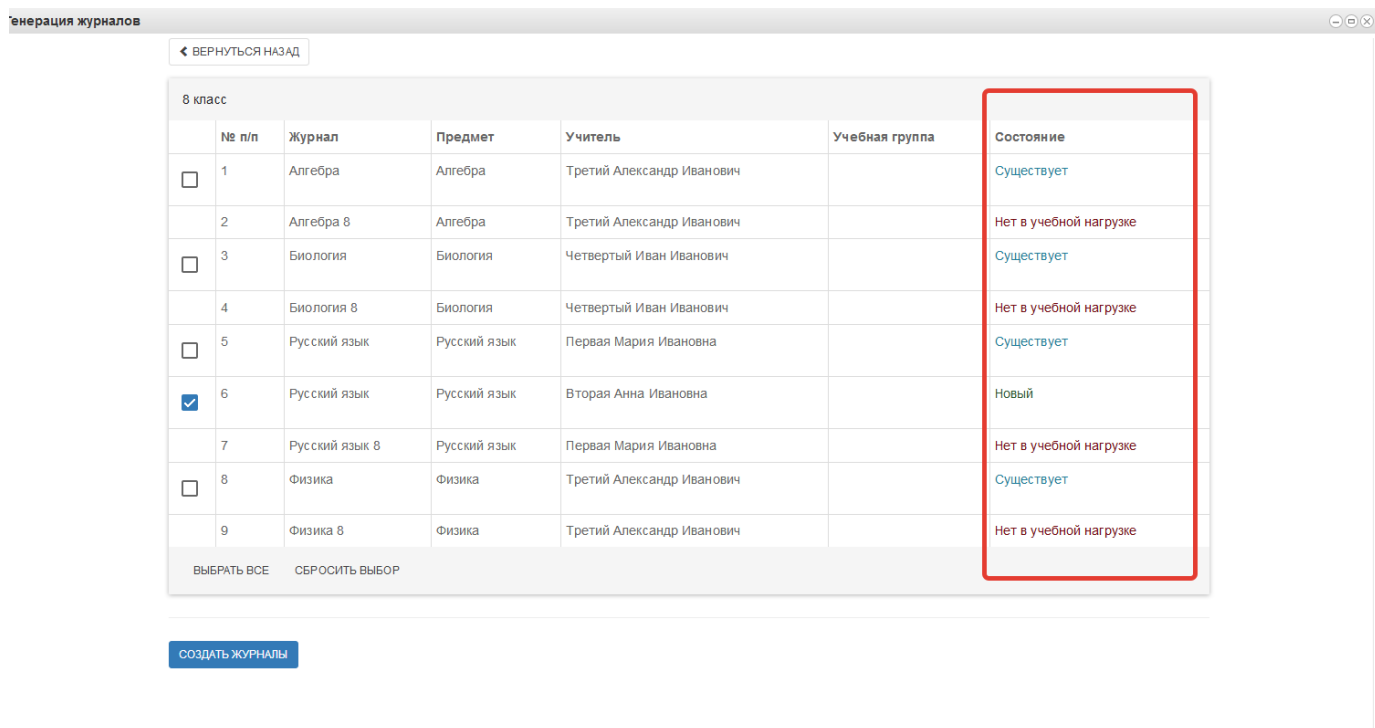 Генерация журналов
ВЕРНУТЬСЯ НАЗАД
8 класс
№ п/п Журнал Предмет Учитель Учебная группа Состояние
1 Алгебра Алгебра Третий Александр Иванович Существует
2 Алгебра 8 Алгебра Третий Александр Иванович Нет в учебной нагрузке
3 Биология Биология Четвертый Иван Иванович Существует
4 Биология 8 Биология Четвертый Иван Иванович Нет в учебной нагрузке
5 Русский язык Русский язык Первая Мария Ивановна Существует
6 Русский язык Русский язык Вторая Анна Ивановна Новый
7 Русский язык 8 Русский язык Первая Мария Ивановна Нет в учебной нагрузке
8 Физика Физика Третий Александр Иванович Существует
9 Физика 8 Физика Третий Александр Иванович Нет в учебной нагрузке
ВЫБРАТЬ ВСЕ СБРОСИТЬ ВЫБОР
СОЗДАТЬ ЖУРНАЛЫ